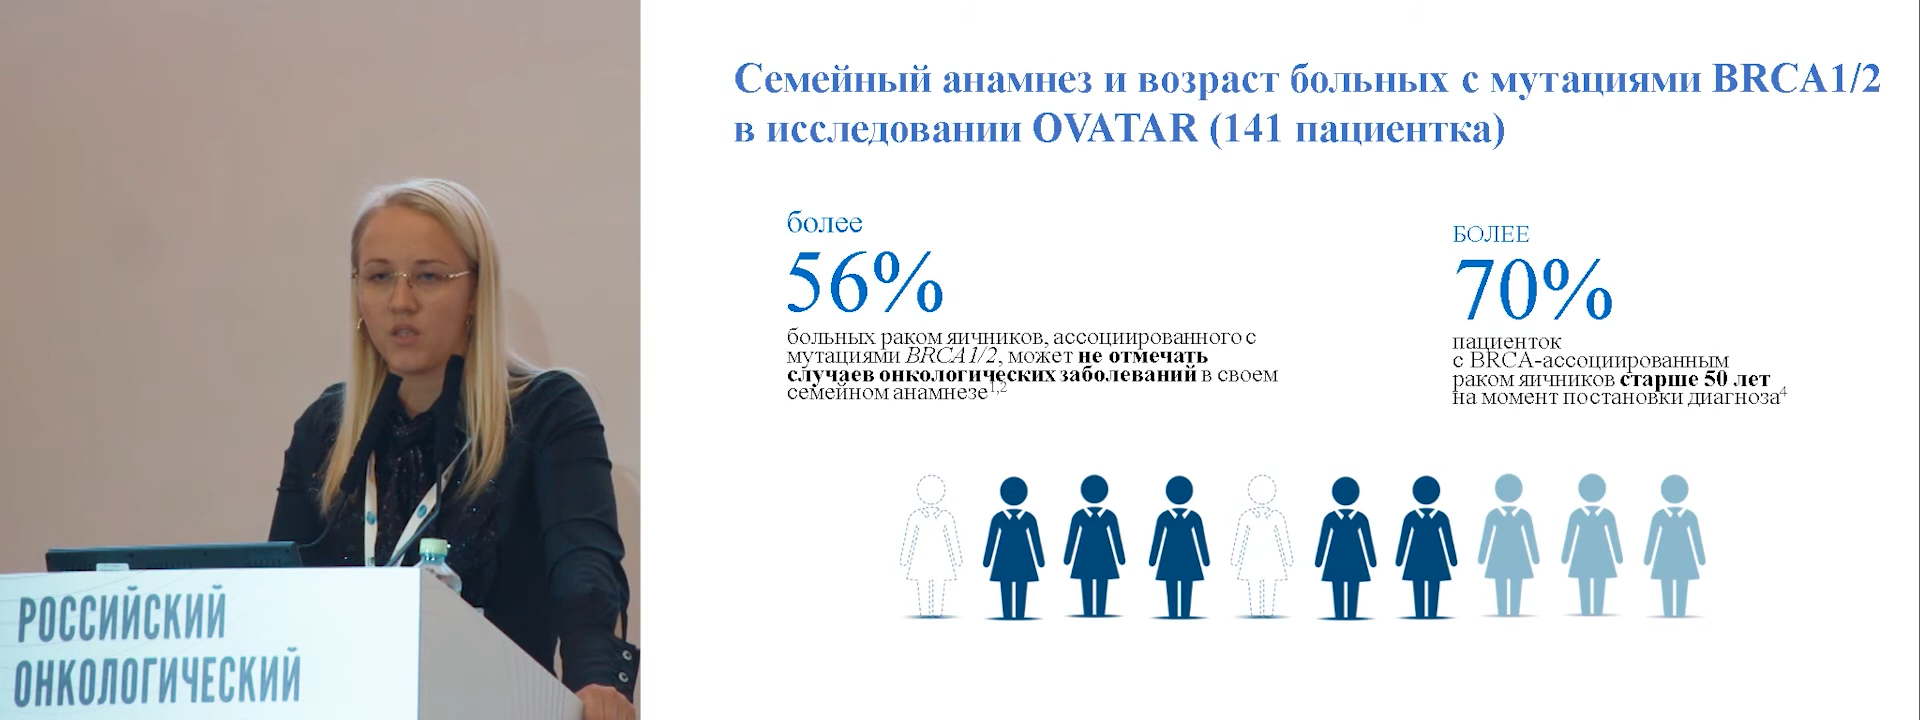 Семейный анамнез и возраст больных с мутациями BRCA1/2
в исследовании OVATAR (141 пациентка)
более
56%
больных раком яичников, ассоциированного с
мутациями BRCA1/2, может не отмечать
случаев онкологических заболеваний в своем
семейном анамнезе1,2
БОЛЕЕ
70%
пациенток
с BRCA-ассоциированным
раком яичников старше 50 лет
на момент постановки диагноза4
РОССИЙСКИЙ
ОНКОЛОГИЧЕСКИЙ